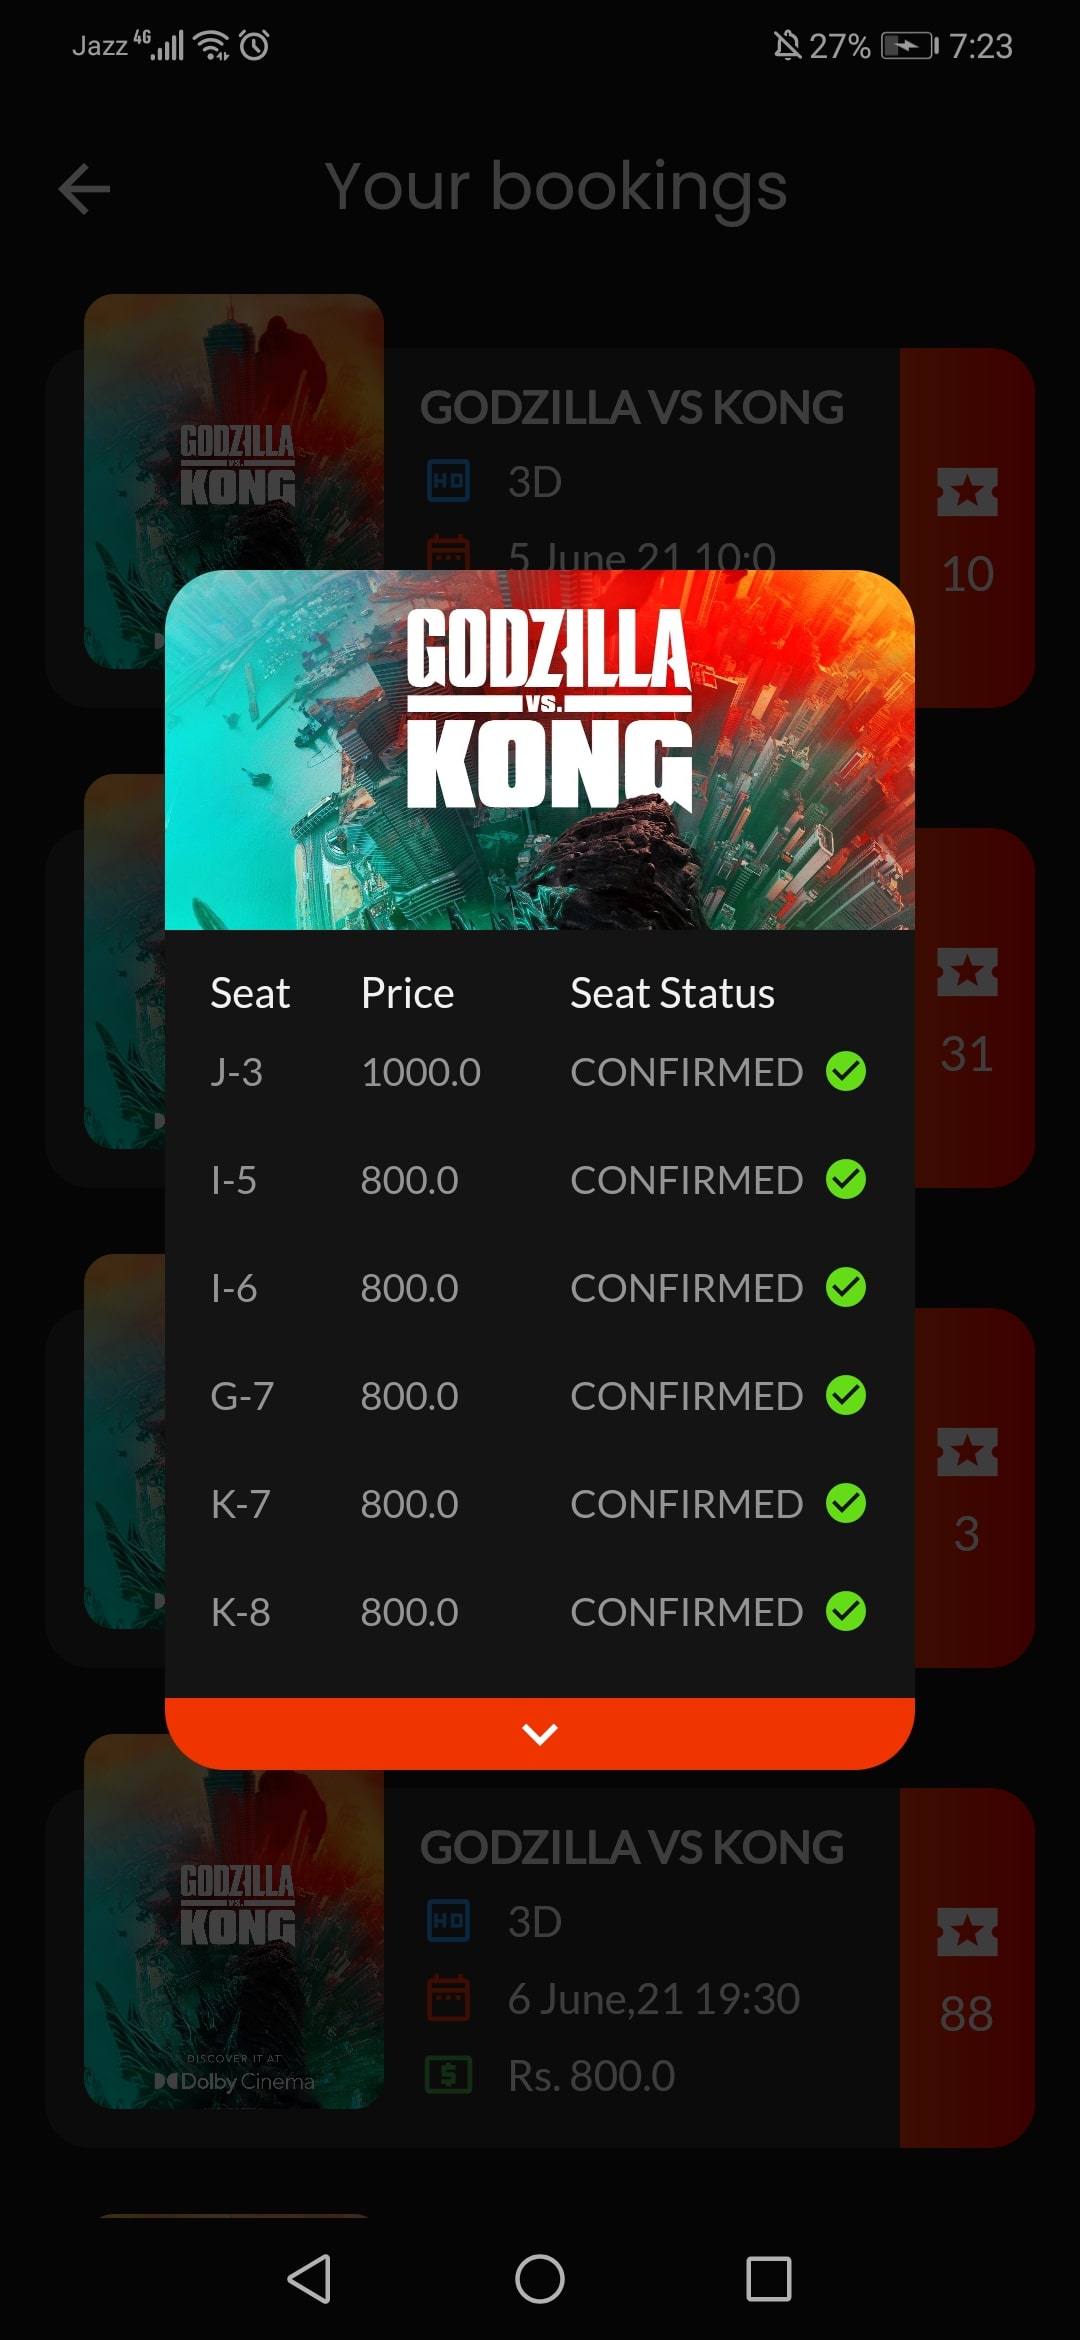 Jazz 4G 27% 7:23
Your bookings
GODZILLA
KONG
GODZILLA VS KONG
HD 3D
5 June,21 10:0
10
GODZILLA
VS.
KONG
Seat Price Seat Status
J-3 1000.0 CONFIRMED
I-5 800.0 CONFIRMED
I-6 800.0 CONFIRMED
G-7 800.0 CONFIRMED
K-7 800.0 CONFIRMED
K-8 800.0 CONFIRMED
31
3
GODZILLA
VS.
KONG
DISCOVER IT AT
Dolby Cinema
GODZILLA VS KONG
HD 3D
6 June,21 19:30
$ Rs. 800.0
88